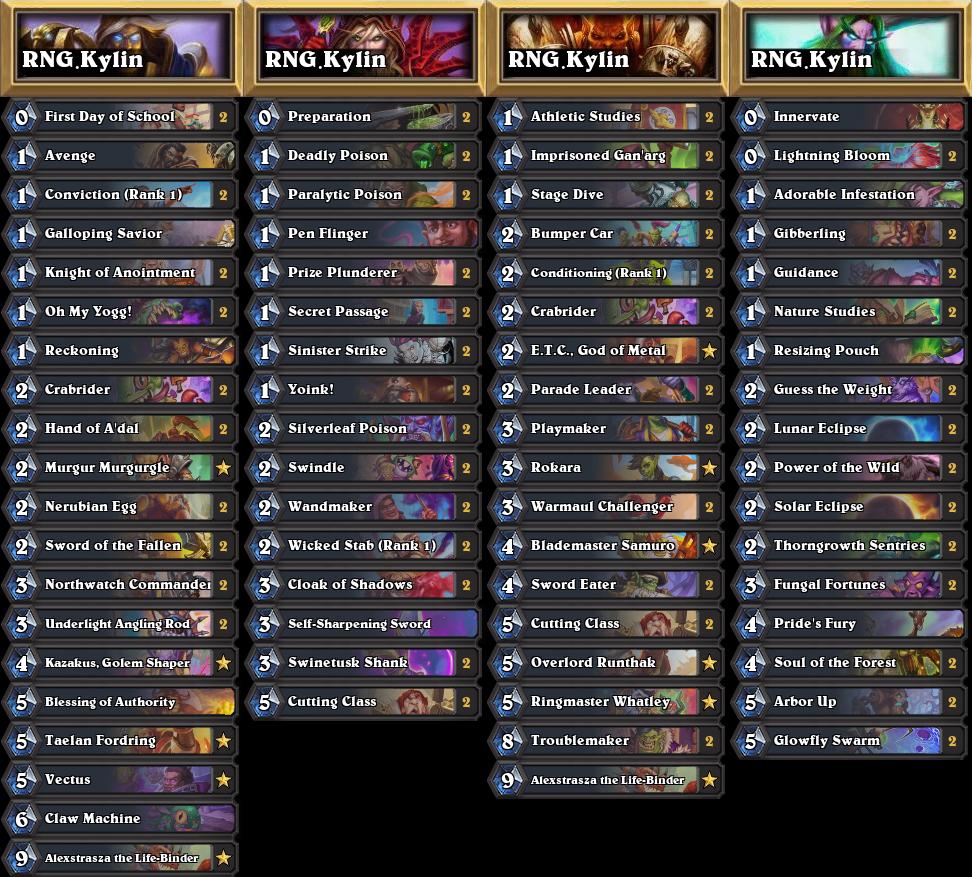 RNG.Kylin
0 First Day of School 2
1 Avenge
1 Conviction (Rank 1) 2
1 Galloping Savior
1 Knight of Anointment 2
1 Oh My Yogg! 2
1 Reckoning
2 Crabrider 2
2 Hand of A'dal 2
2 Murgur Murgurgle
2 Nerubian Egg 2
2 Sword of the Fallen 2
3 Northwatch Commander 2
3 Underlight Angling Rod 2
4 Kazakus, Golem Shaper
5 Blessing of Authority
5 Taelan Fordring
5 Vectus
6 Claw Machine
9 Alexstrasza the Life-Binder
RNG.Kylin
0 Preparation 2
1 Deadly Poison 2
1 Paralytic Poison 2
1 Pen Flinger
1 Prize Plunderer 2
1 Secret Passage 2
1 Sinister Strike 2
1 Yoink! 2
2 Silverleaf Poison 2
2 Swindle 2
2 Wandmaker 2
2 Wicked Stab (Rank 1) 2
3 Cloak of Shadows 2
3 Self-Sharpening Sword
3 Swinetusk Shank 2
5 Cutting Class 2
RNG.Kylin
1 Athletic Studies 2
1 Imprisoned Gan'arg 2
1 Stage Dive 2
2 Bumper Car 2
2 Conditioning (Rank 1) 2
2 Crabrider 2
2 E.T.C., God of Metal
2 Parade Leader 2
3 Playmaker 2
3 Rokara
3 Warmaul Challenger 2
4 Blademaster Samuro
4 Sword Eater 2
5 Cutting Class 2
5 Overlord Runthak
5 Ringmaster Whatley
8 Troublemaker 2
9 Alexstrasza the Life-Binder
RNG.Kylin
0 Innervate
0 Lightning Bloom 2
1 Adorable Infestation
1 Gibberling 2
1 Guidance 2
1 Nature Studies 2
1 Resizing Pouch
2 Guess the Weight 2
2 Lunar Eclipse 2
2 Power of the Wild 2
2 Solar Eclipse 2
2 Thorngrowth Sentries 2
3 Fungal Fortunes 2
4 Pride's Fury
4 Soul of the Forest 2
5 Arbor Up 2
5 Glowfly Swarm 2